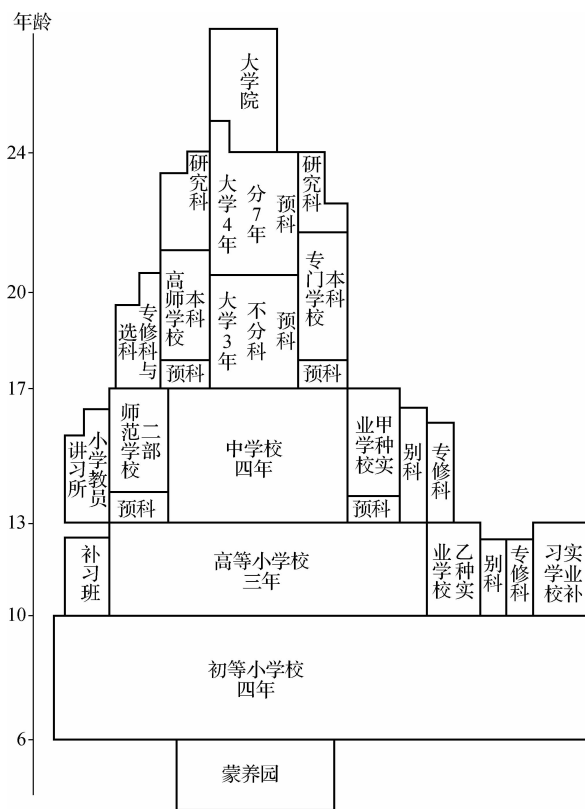 年龄
大学院
24
研究科
大学4年
分7年
预科
研究科
高师学校
本科
大学3年
不分科
预科
专门学校
本科
20
选科
专修科与
预科
预科
17
讲习所
小学教员
师范学校
二部
预科
中学校
四年
业学校
甲种实
预科
别科
专修科
13
补习班
高等小学校
三年
业学校
乙种实
别科
专修科
习学校
实业补
10
初等小学校
四年
6
蒙养园